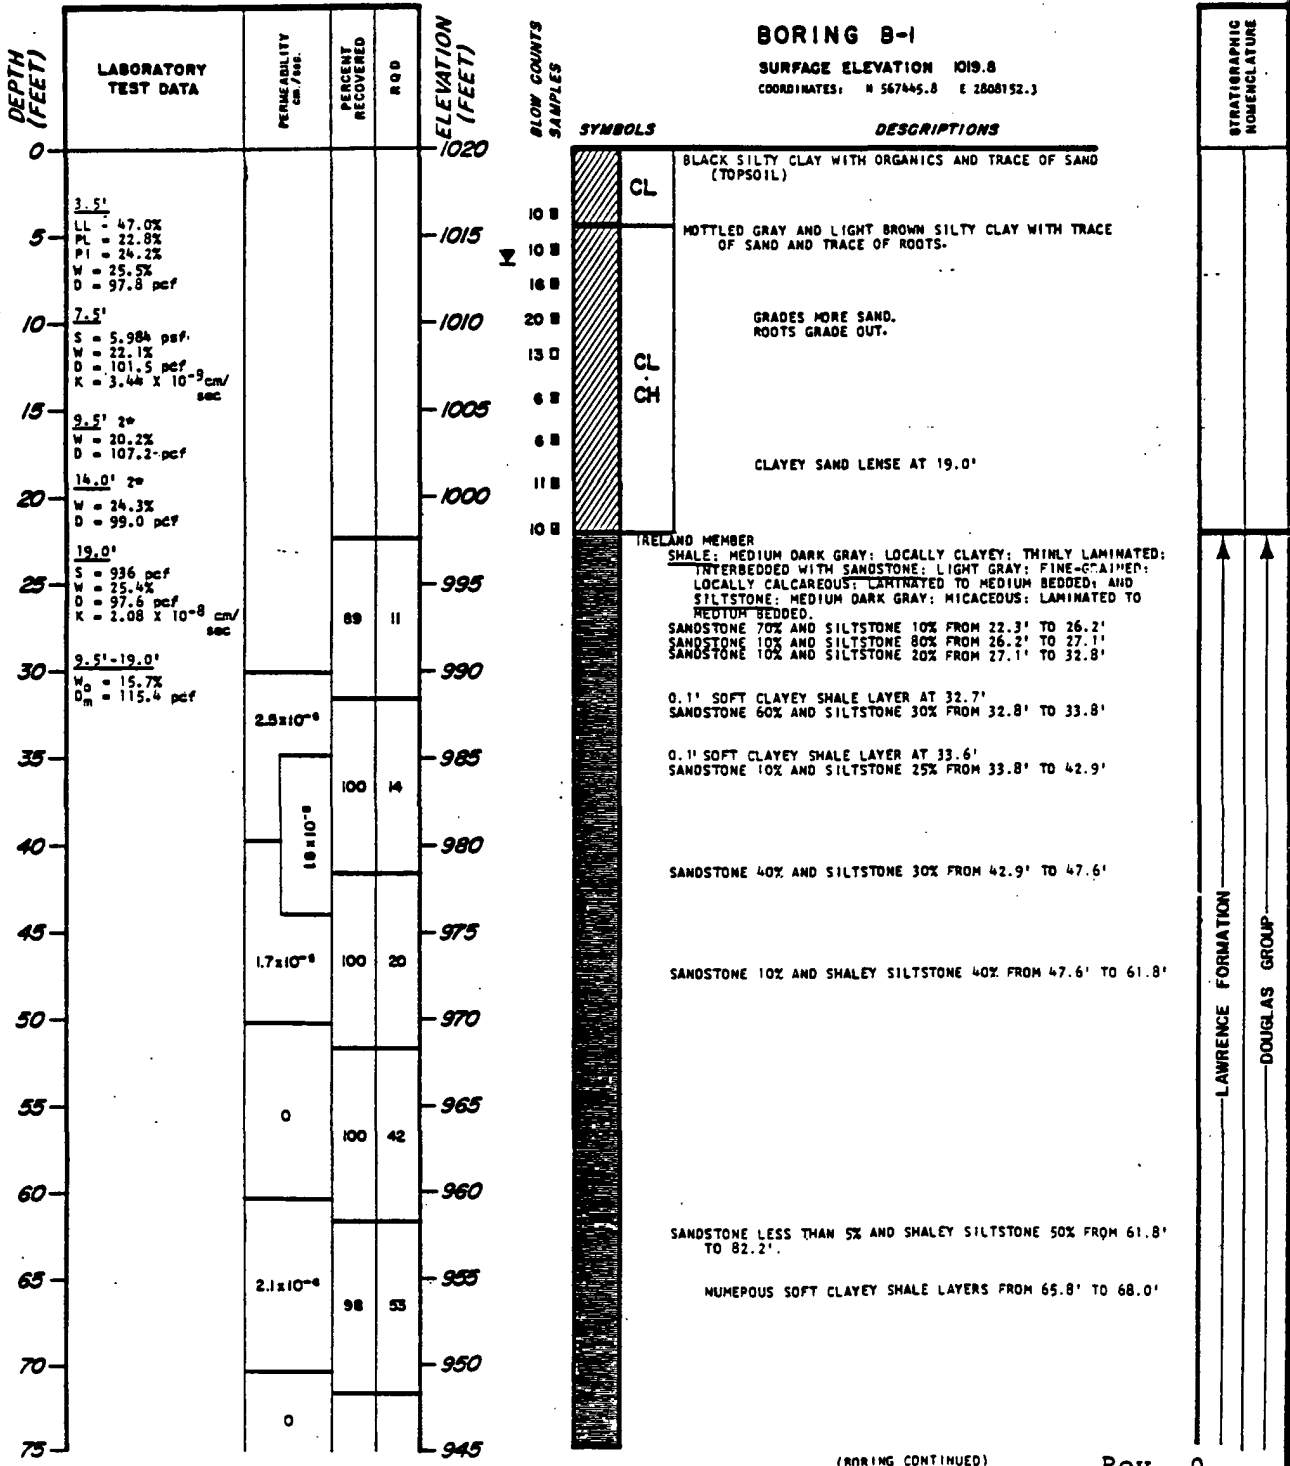 BORING B-1
SURFACE ELEVATION 1019.8
COORDINATES: N 567445.8 E 2808152.3
DEPTH (FEET)
LABORATORY TEST DATA
PERMEABILITY cm./sec.
PERCENT RECOVERED
RQD
ELEVATION (FEET)
BLOW COUNTS
SAMPLES
SYMBOLS
DESCRIPTIONS
STRATIGRAPHIC NOMENCLATURE
0
5
10
15
20
25
30
35
40
45
50
55
60
65
70
75
3.5'
LL = 47.0%
PL = 22.8%
PI = 24.2%
W = 25.5%
D = 97.8 pcf
7.5'
S = 5.984 psf
W = 22.1%
D = 101.5 pcf
K = 3.44 X 10-9 cm/
sec
9.5' 2*
W = 20.2%
D = 107.2 pcf
14.0' 2*
W = 24.3%
D = 99.0 pcf
19.0'
S = 936 pcf
W = 25.4%
D = 97.6 pcf
K = 2.08 X 10-8 cm/
sec
9.5'-19.0'
Wo = 15.7%
Dm = 115.4 pcf
1.7x10
0
2.1x10
0
89
100
100
100
98
11
14
20
42
53
1020
1015
1010
1005
1000
995
990
985
980
975
970
965
960
955
950
945
10
10
16
20
13
6
6
11
10
CL
CL
CH
BLACK SILTY CLAY WITH ORGANICS AND TRACE OF SAND
(TOPSOIL)
MOTTLED GRAY AND LIGHT BROWN SILTY CLAY WITH TRACE
OF SAND AND TRACE OF ROOTS.
GRADES MORE SAND.
ROOTS GRADE OUT.
CLAYEY SAND LENSE AT 19.0'
IRELAND MEMBER
SHALE; MEDIUM DARK GRAY; LOCALLY CLAYEY; THINLY LAMINATED;
INTERBEDDED WITH SANDSTONE; LIGHT GRAY; FINE-GRAINED;
LOCALLY CALCAREOUS; LAMINATED TO MEDIUM BEDDED; AND
SILTSTONE; MEDIUM DARK GRAY; MICACEOUS; LAMINATED TO
MEDIUM BEDDED.
SANDSTONE 70% AND SILTSTONE 10% FROM 22.3' TO 26.2'
SANDSTONE 10% AND SILTSTONE 80% FROM 26.2' TO 27.1'
SANDSTONE 10% AND SILTSTONE 20% FROM 27.1' TO 32.8'
0.1' SOFT CLAYEY SHALE LAYER AT 32.7'
SANDSTONE 60% AND SILTSTONE 30% FROM 32.8' TO 33.8'
0.1' SOFT CLAYEY SHALE LAYER AT 33.6'
SANDSTONE 10% AND SILTSTONE 25% FROM 33.8' TO 42.9'
SANDSTONE 40% AND SILTSTONE 30% FROM 42.9' TO 47.6'
SANDSTONE 10% AND SHALEY SILTSTONE 40% FROM 47.6' TO 61.8'
SANDSTONE LESS THAN 5% AND SHALEY SILTSTONE 50% FROM 61.8'
TO 82.2'.
NUMEPOUS SOFT CLAYEY SHALE LAYERS FROM 65.8' TO 68.0'
LAWRENCE FORMATION
DOUGLAS GROUP
(BORING CONTINUED)
Rev. 0